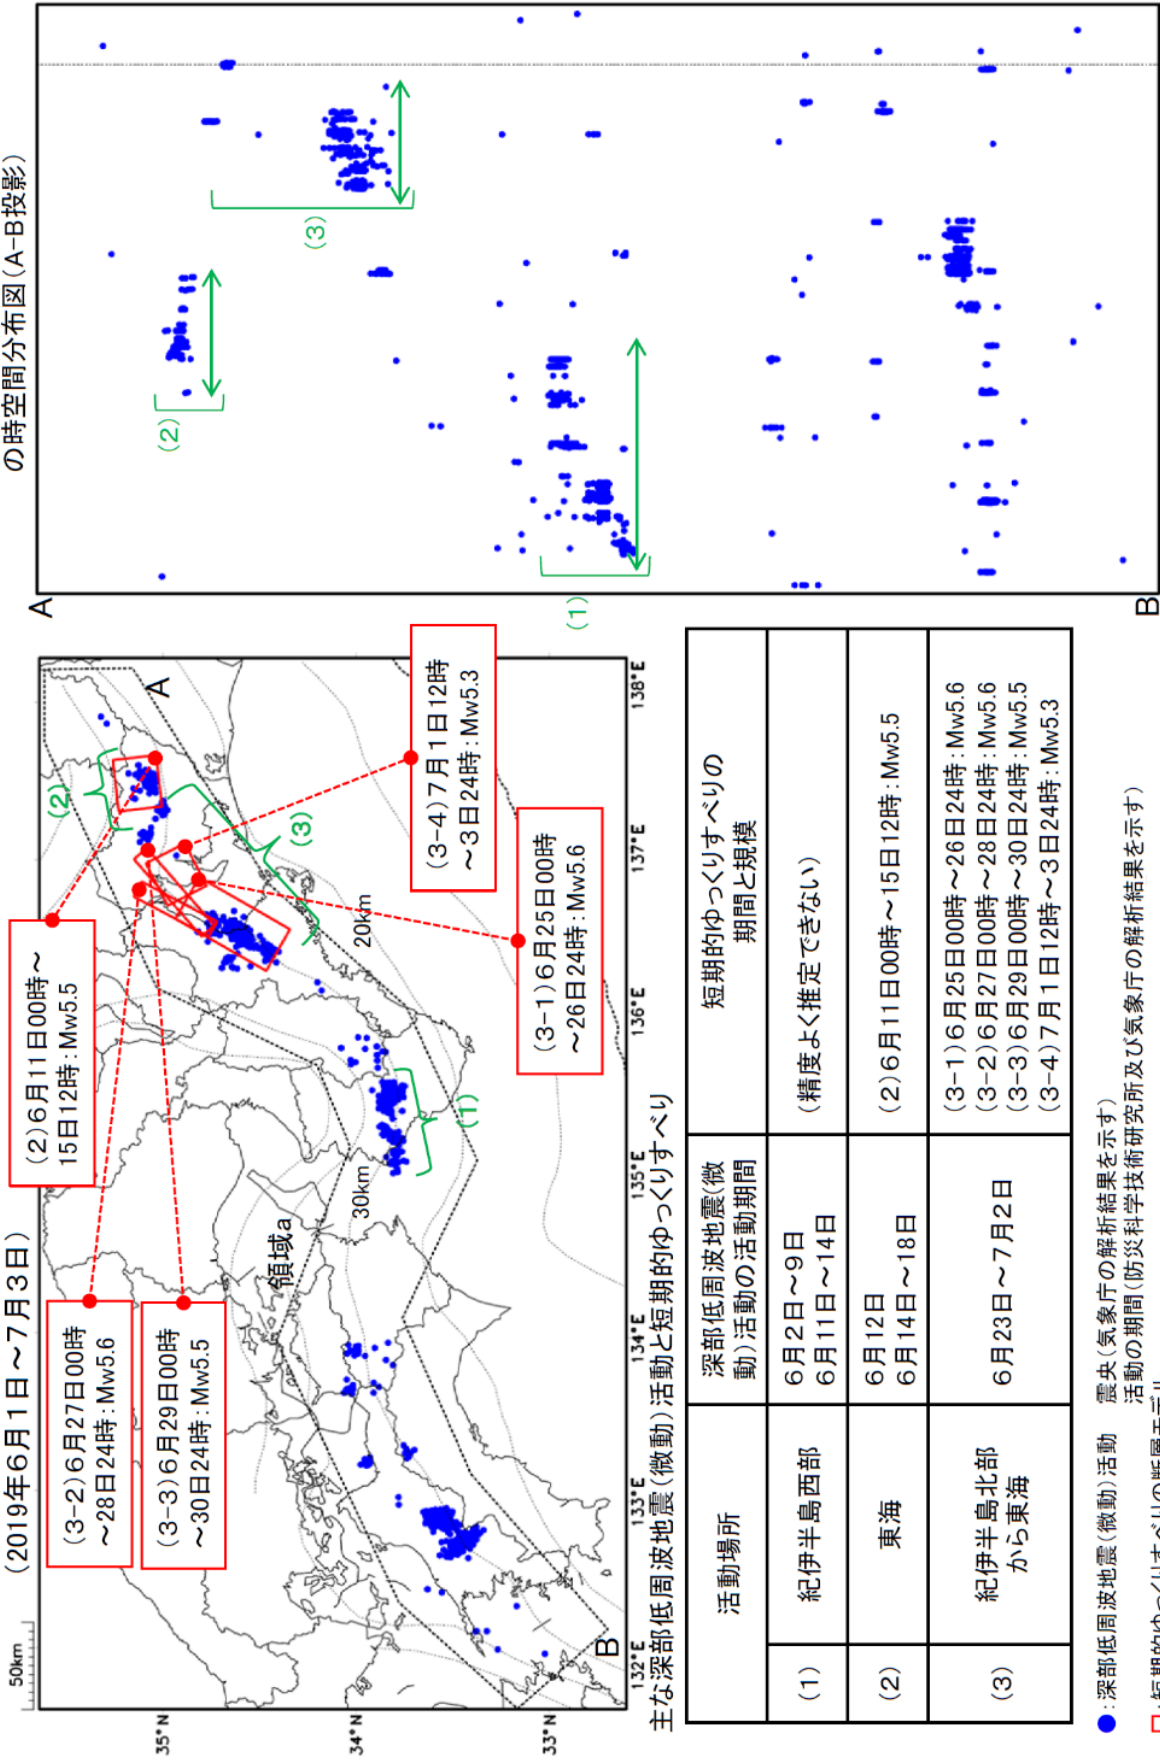 (2019年6月1日～7月3日)
の時空間分布図(A-B投影)
50km
(3-2)6月27日00時
～28日24時:Mw5.6
(3-3)6月29日00時
～30日24時:Mw5.5
(2)6月11日00時～
15日12時:Mw5.5
(3-4)7月1日12時
～3日24時:Mw5.3
(3-1)6月25日00時
～26日24時:Mw5.6
領域a
30km
20km
(1)
(2)
(3)
A
B
35°N
34°N
33°N
132°E
133°E
134°E
135°E
136°E
137°E
138°E
A
B
(1)
(2)
(3)
主な深部低周波地震(微動)活動と短期的ゆっくりすべり
活動場所
深部低周波地震(微
動)活動の活動期間
短期的ゆっくりすべりの
期間と規模
(1)
紀伊半島西部
6月2日～9日
6月11日～14日
(精度よく推定できない)
(2)
東海
6月12日
6月14日～18日
(2)6月11日00時～15日12時:Mw5.5
(3)
紀伊半島北部
から東海
6月23日～7月2日
(3-1)6月25日00時～26日24時:Mw5.6
(3-2)6月27日00時～28日24時:Mw5.6
(3-3)6月29日00時～30日24時:Mw5.5
(3-4)7月1日12時～3日24時:Mw5.3
●:深部低周波地震(微動)活動 震央(気象庁の解析結果を示す)
活動の期間(防災科学技術研究所及び気象庁の解析結果を示す)
:短期的ゆっくりすべりの断層モデル